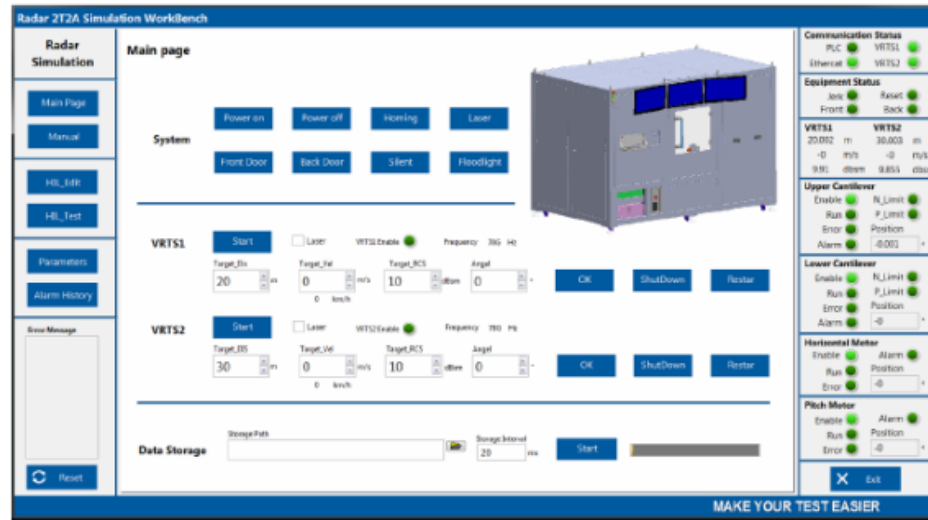 Radar 2T2A Simulation WorkBench
Radar
Simulation
Main Page
Manual
HIL_Edit
HIL_Test
Parameters
Alarm History
Error Message
Reset
Main page
System
Power on Power off Homing Laser
Front Door Back Door Silent Floodlight
VRTS1 Start Laser VRTS1 Enable Frequency Hz
Target_Dis Target_Vel Target_RCS Angel
20 m 0 m/s 10 dbsm 0 ° OK ShutDown Restar
0 km/h
VRTS2 Start Laser VRTS2 Enable Frequency Hz
Target_DIS Target_Vel Target_RCS Angel
30 m 0 m/s 10 dbsm 0 OK ShutDown Restar
0 km/h
Data Storage
Storage Path
Storage Interval
20 ms Start
Communication Status
PLC VRTS1
Ethercat VRTS2
Equipment Status
Jerk Reset
Front Back
VRTS1 VRTS2
20.002 m 30.003 m
-0 m/s -0 m/s
9.91 dbsm 9.855 dbs
Upper Cantilever
Enable N_Limit
Run P_Limit
Error Position
Alarm -0.001 °
Lower Cantilever
Enable N_Limit
Run P_Limit
Error Position
Alarm -0 °
Horizontal Motor
Enable Alarm
Run Position
Error -0 °
Pitch Motor
Enable Alarm
Run Position
Error -0 °
Exit
MAKE YOUR TEST EASIER